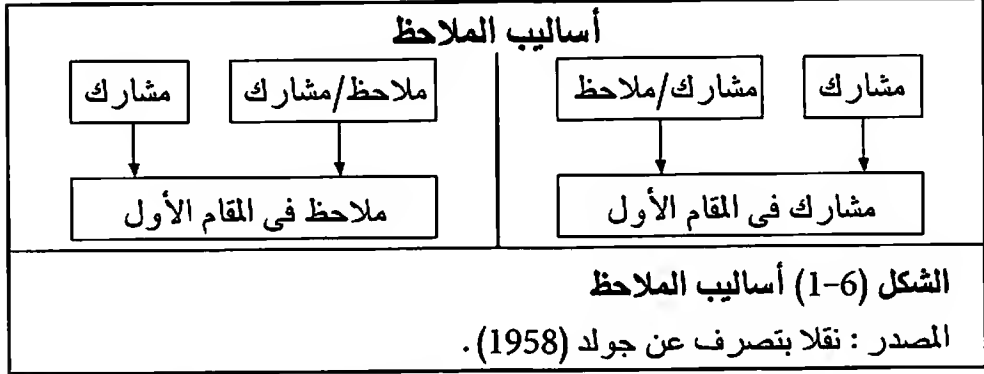 أساليب الملاحظ
مشارك
مشارك/ملاحظ
ملاحظ/مشارك
مشارك
مشارك فى المقام الأول
ملاحظ فى المقام الأول
الشكل (6–1) أساليب الملاحظ
المصدر : نقلا بتصرف عن جولد (1958).